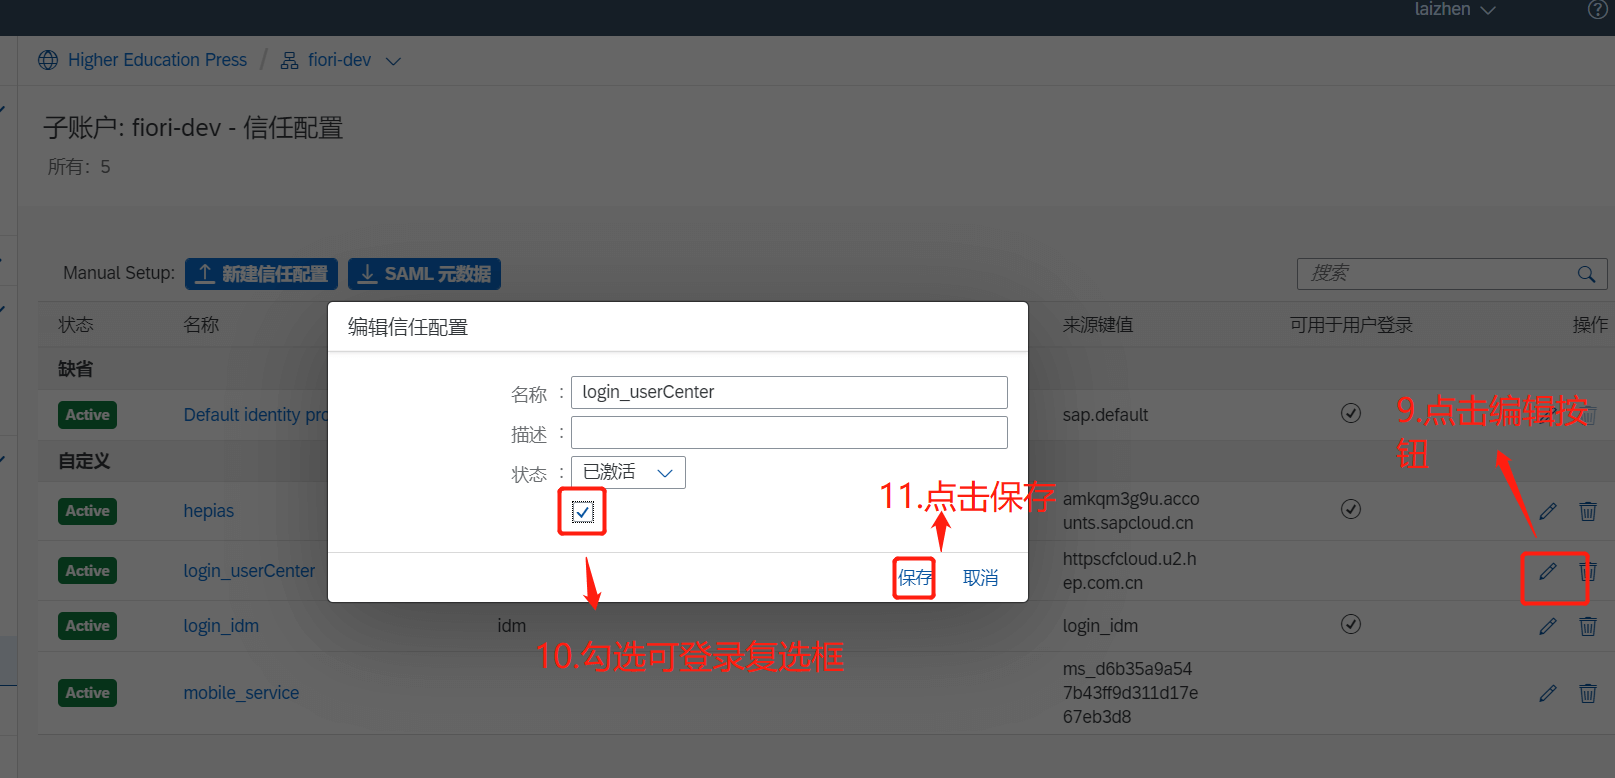 laizhen
Higher Education Press / fiori-dev
子账户: fiori-dev - 信任配置
所有: 5
Manual Setup: 新建信任配置 SAML 元数据 搜索
状态 名称 来源键值 可用于用户登录 操作
缺省
Active Default identity pro sap.default
自定义
Active hepias amkqm3g9u.acco
unts.sapcloud.cn
Active login_userCenter httpscfcloud.u2.h
ep.com.cn
Active login_idm idm login_idm
Active mobile_service ms_d6b35a9a54
7b43ff9d311d17e
67eb3d8
编辑信任配置
名称 : login_userCenter
描述 :
状态 : 已激活
保存 取消
9.点击编辑按
钮
10.勾选可登录复选框
11.点击保存